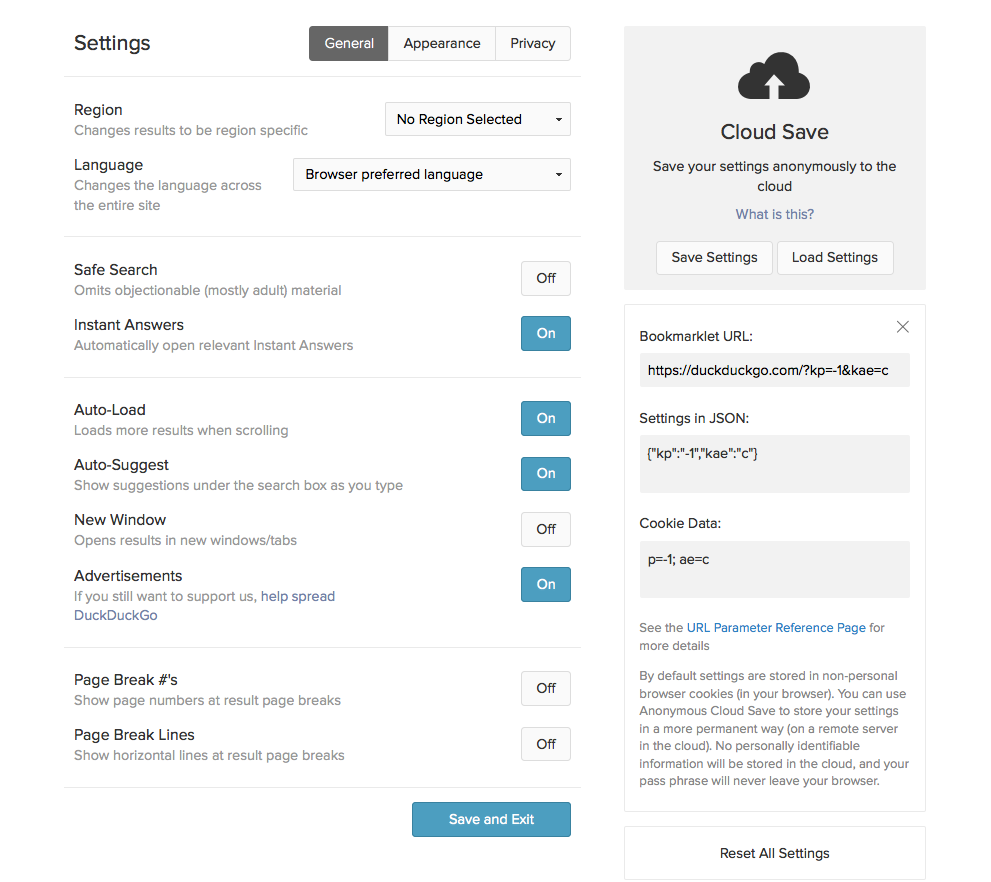 Settings
General
Appearance
Privacy
Region
Changes results to be region specific
No Region Selected
Language
Changes the language across
the entire site
Browser preferred language
Safe Search
Omits objectionable (mostly adult) material
Off
Instant Answers
Automatically open relevant Instant Answers
On
Auto-Load
Loads more results when scrolling
On
Auto-Suggest
Show suggestions under the search box as you type
On
New Window
Opens results in new windows/tabs
Off
Advertisements
If you still want to support us, help spread
DuckDuckGo
On
Page Break #'s
Show page numbers at result page breaks
Off
Page Break Lines
Show horizontal lines at result page breaks
Off
Save and Exit
Cloud Save
Save your settings anonymously to the
cloud
What is this?
Save Settings
Load Settings
Bookmarklet URL:
https://duckduckgo.com/?kp=-1&kae=c
Settings in JSON:
{"kp":"-1","kae":"c"}
Cookie Data:
p=-1; ae=c
See the URL Parameter Reference Page for
more details
By default settings are stored in non-personal
browser cookies (in your browser). You can use
Anonymous Cloud Save to store your settings
in a more permanent way (on a remote server
in the cloud). No personally identifiable
information will be stored in the cloud, and your
pass phrase will never leave your browser.
Reset All Settings